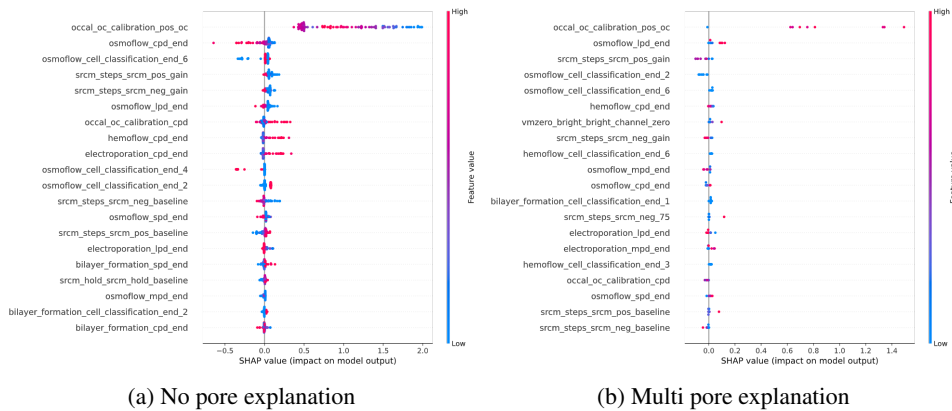 High
occal_oc_calibration_pos_oc
osmoflow_cpd_end
osmoflow_cell_classification_end_6
srcm_steps_srcm_pos_gain
srcm_steps_srcm_neg_gain
osmoflow_lpd_end
occal_oc_calibration_cpd
hemoflow_cpd_end
electroporation_cpd_end
osmoflow_cell_classification_end_4
osmoflow_cell_classification_end_2
srcm_steps_srcm_neg_baseline
osmoflow_spd_end
srcm_steps_srcm_pos_baseline
electroporation_lpd_end
bilayer_formation_spd_end
srcm_hold_srcm_hold_baseline
osmoflow_mpd_end
bilayer_formation_cell_classification_end_2
bilayer_formation_cpd_end
Feature value
Low
−0.5 0.0 0.5 1.0 1.5 2.0
SHAP value (impact on model output)
(a) No pore explanation
High
occal_oc_calibration_pos_oc
osmoflow_lpd_end
srcm_steps_srcm_pos_gain
osmoflow_cell_classification_end_2
osmoflow_cell_classification_end_6
hemoflow_cpd_end
vmzero_bright_bright_channel_zero
srcm_steps_srcm_neg_gain
hemoflow_cell_classification_end_6
osmoflow_mpd_end
osmoflow_cpd_end
bilayer_formation_cell_classification_end_1
srcm_steps_srcm_neg_75
electroporation_lpd_end
electroporation_mpd_end
hemoflow_cell_classification_end_3
occal_oc_calibration_cpd
osmoflow_spd_end
srcm_steps_srcm_pos_baseline
srcm_steps_srcm_neg_baseline
Feature value
Low
0.0 0.2 0.4 0.6 0.8 1.0 1.2 1.4
SHAP value (impact on model output)
(b) Multi pore explanation